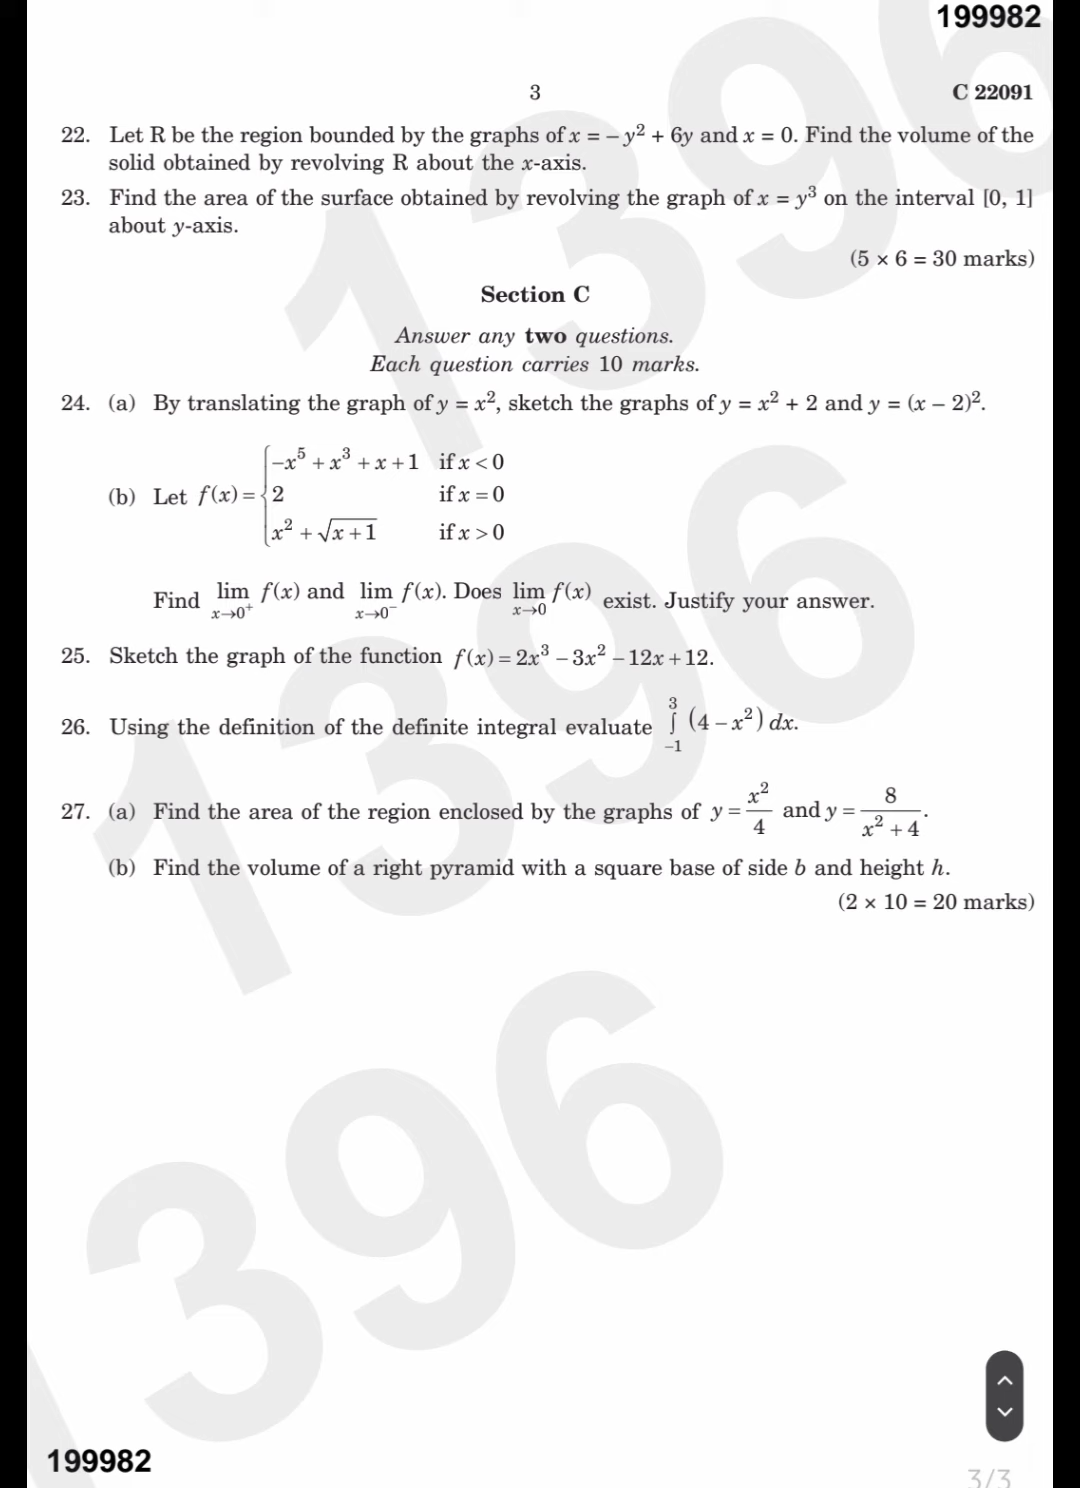 199982
3 C 22091
22. Let R be the region bounded by the graphs of x = – y² + 6y and x = 0. Find the volume of the
solid obtained by revolving R about the x-axis.
23. Find the area of the surface obtained by revolving the graph of x = y³ on the interval [0, 1]
about y-axis.
(5 × 6 = 30 marks)
Section C
Answer any two questions.
Each question carries 10 marks.
24. (a) By translating the graph of y = x², sketch the graphs of y = x² + 2 and y = (x – 2)².
(b) Let f(x) = { –x⁵ + x³ + x + 1 if x < 0
2 if x = 0
x² + √(x + 1) if x > 0
Find lim x→0⁺ f(x) and lim x→0⁻ f(x). Does lim x→0 f(x) exist. Justify your answer.
25. Sketch the graph of the function f(x) = 2x³ – 3x² – 12x + 12.
26. Using the definition of the definite integral evaluate ∫₋₁³ (4 – x²) dx.
27. (a) Find the area of the region enclosed by the graphs of y = x²/4 and y = 8/(x² + 4).
(b) Find the volume of a right pyramid with a square base of side b and height h.
(2 × 10 = 20 marks)
1396
1396
1396
199982
3/3